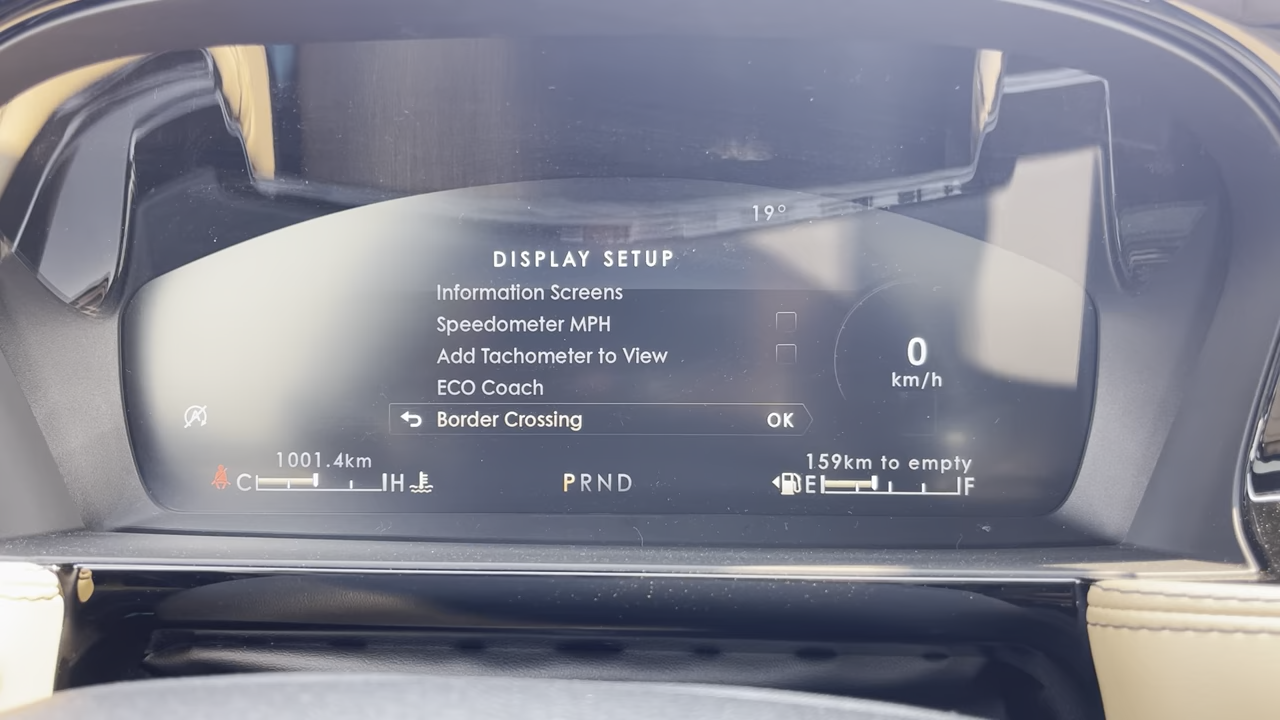 19°
DISPLAY SETUP
Information Screens
Speedometer MPH
Add Tachometer to View
ECO Coach
Border Crossing OK
0
km/h
1001.4km
159km to empty
C H
PRND
E F